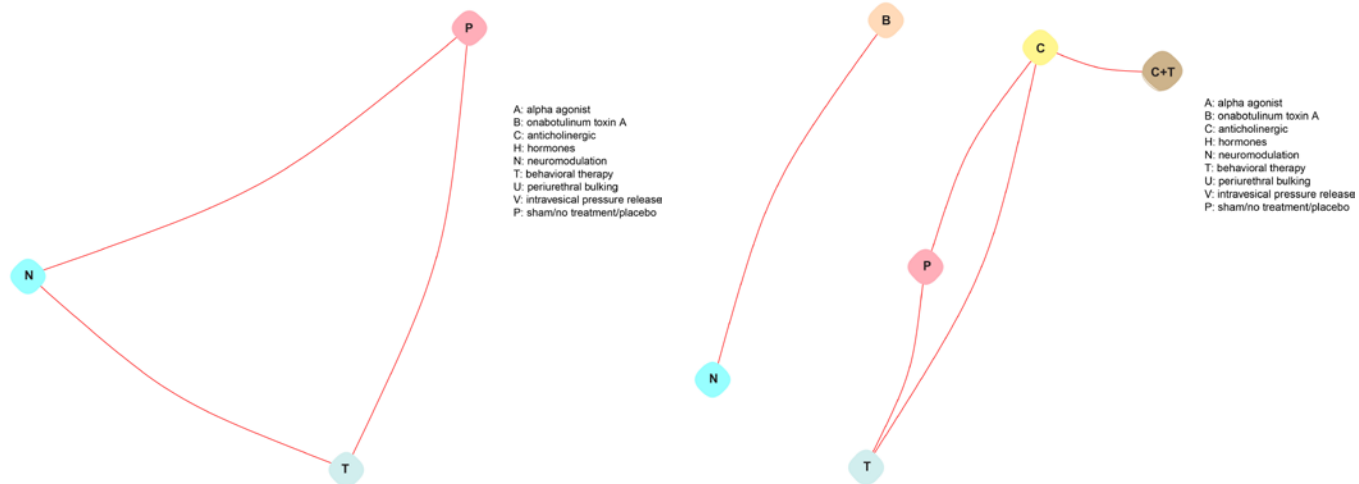 P
N
T
A: alpha agonist
B: onabotulinum toxin A
C: anticholinergic
H: hormones
N: neuromodulation
T: behavioral therapy
U: periurethral bulking
V: intravesical pressure release
P: sham/no treatment/placebo
B
C
C+T
P
N
T
A: alpha agonist
B: onabotulinum toxin A
C: anticholinergic
H: hormones
N: neuromodulation
T: behavioral therapy
U: periurethral bulking
V: intravesical pressure release
P: sham/no treatment/placebo